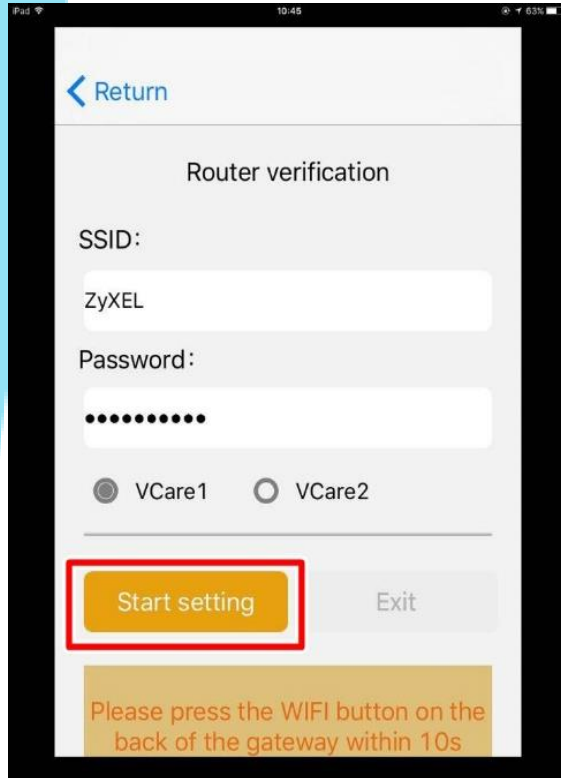 iPad 10:45 63%
Return
Router verification
SSID:
ZyXEL
Password:
••••••••••
VCare1 VCare2
Start setting Exit
Please press the WIFI button on the
back of the gateway within 10s